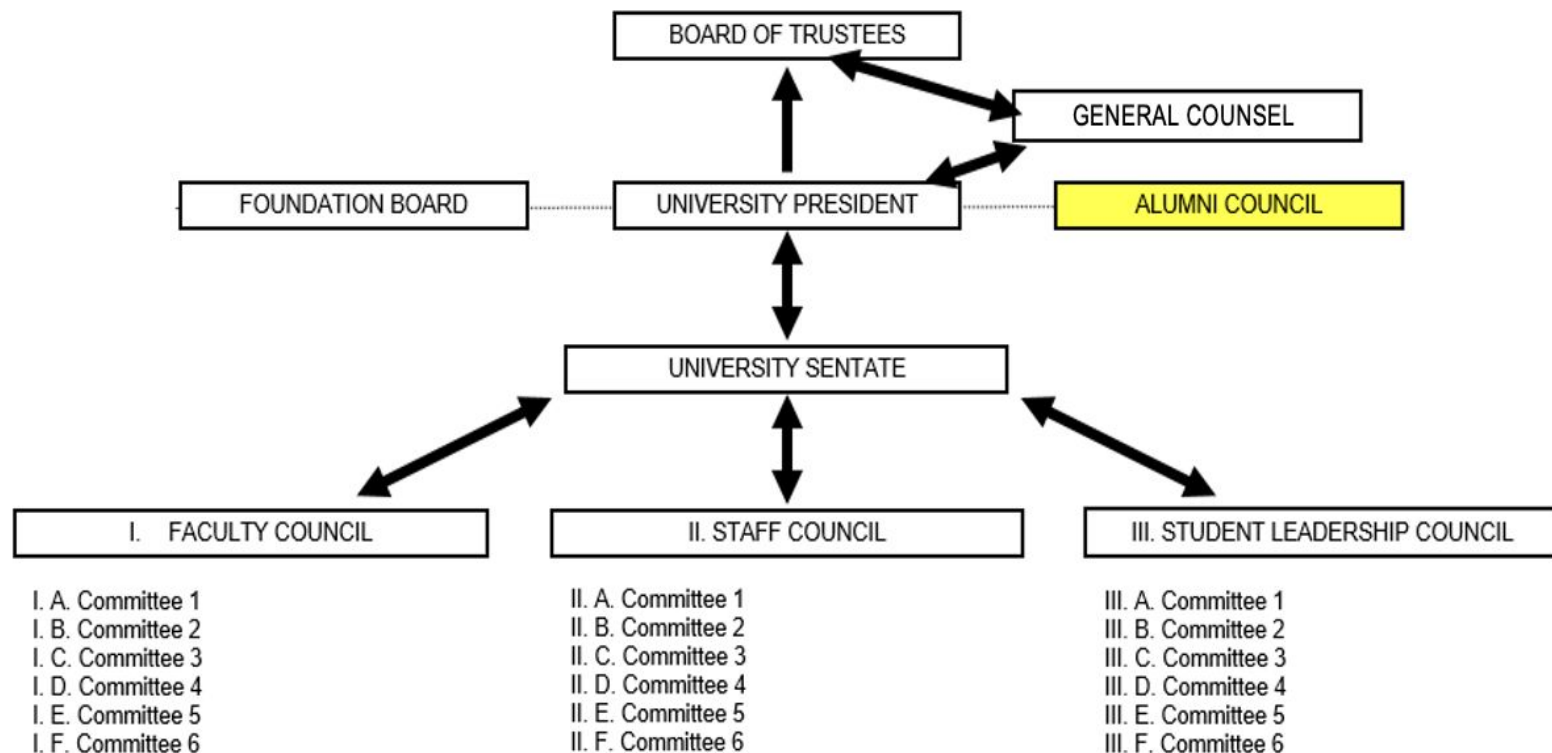 BOARD OF TRUSTEES
GENERAL COUNSEL
FOUNDATION BOARD
UNIVERSITY PRESIDENT
ALUMNI COUNCIL
UNIVERSITY SENTATE
I. FACULTY COUNCIL
II. STAFF COUNCIL
III. STUDENT LEADERSHIP COUNCIL
I. A. Committee 1
I. B. Committee 2
I. C. Committee 3
I. D. Committee 4
I. E. Committee 5
I. F. Committee 6
II. A. Committee 1
II. B. Committee 2
II. C. Committee 3
II. D. Committee 4
II. E. Committee 5
II. F. Committee 6
III. A. Committee 1
III. B. Committee 2
III. C. Committee 3
III. D. Committee 4
III. E. Committee 5
III. F. Committee 6